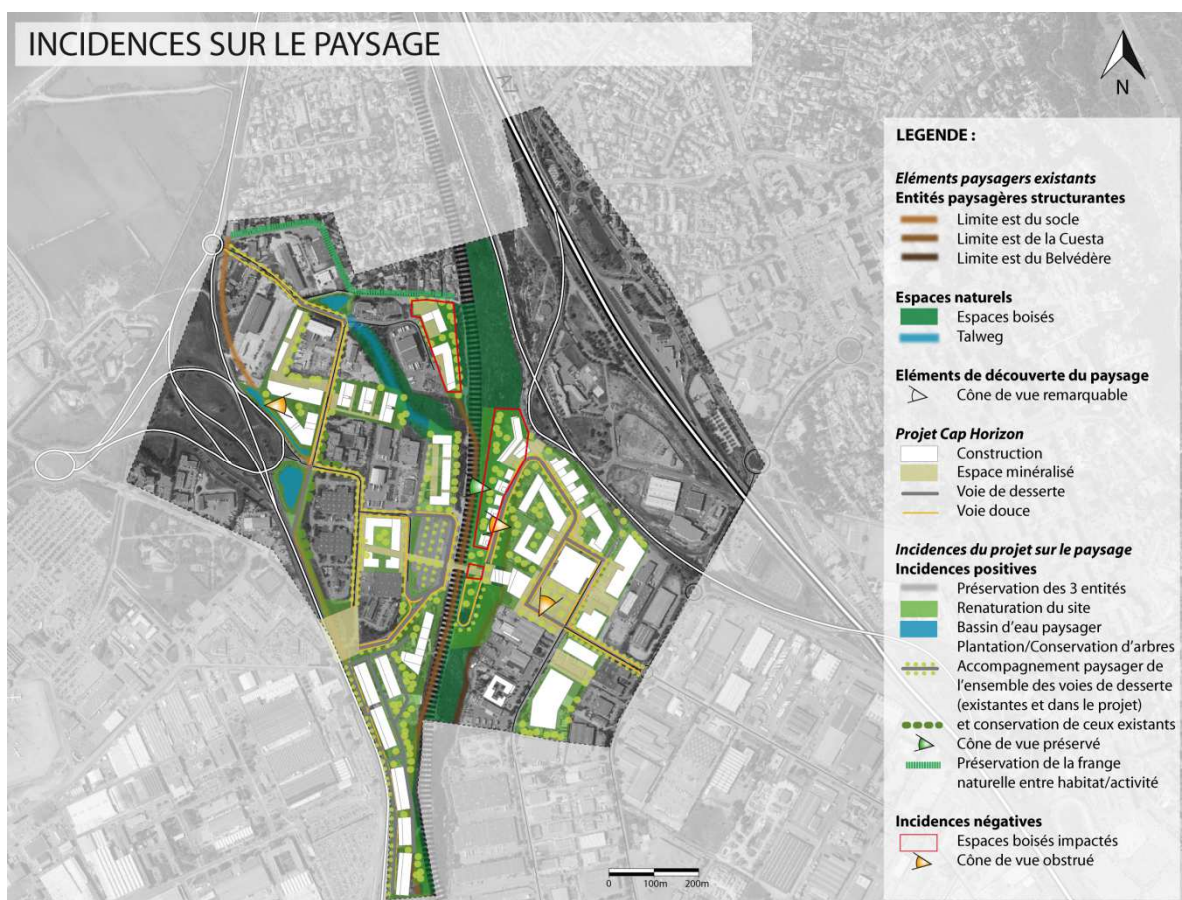 INCIDENCES SUR LE PAYSAGE
A7
N
LEGENDE :
Eléments paysagers existants
Entités paysagères structurantes
Limite est du socle
Limite est de la Cuesta
Limite est du Belvédère
Espaces naturels
Espaces boisés
Talweg
Eléments de découverte du paysage
Cône de vue remarquable
Projet Cap Horizon
Construction
Espace minéralisé
Voie de desserte
Voie douce
Incidences du projet sur le paysage
Incidences positives
Préservation des 3 entités
Renaturation du site
Bassin d'eau paysager
Plantation/Conservation d'arbres
Accompagnement paysager de
l'ensemble des voies de desserte
(existantes et dans le projet)
et conservation de ceux existants
Cône de vue préservé
Préservation de la frange
naturelle entre habitat/activité
Incidences négatives
Espaces boisés impactés
Cône de vue obstrué
0 100m 200m